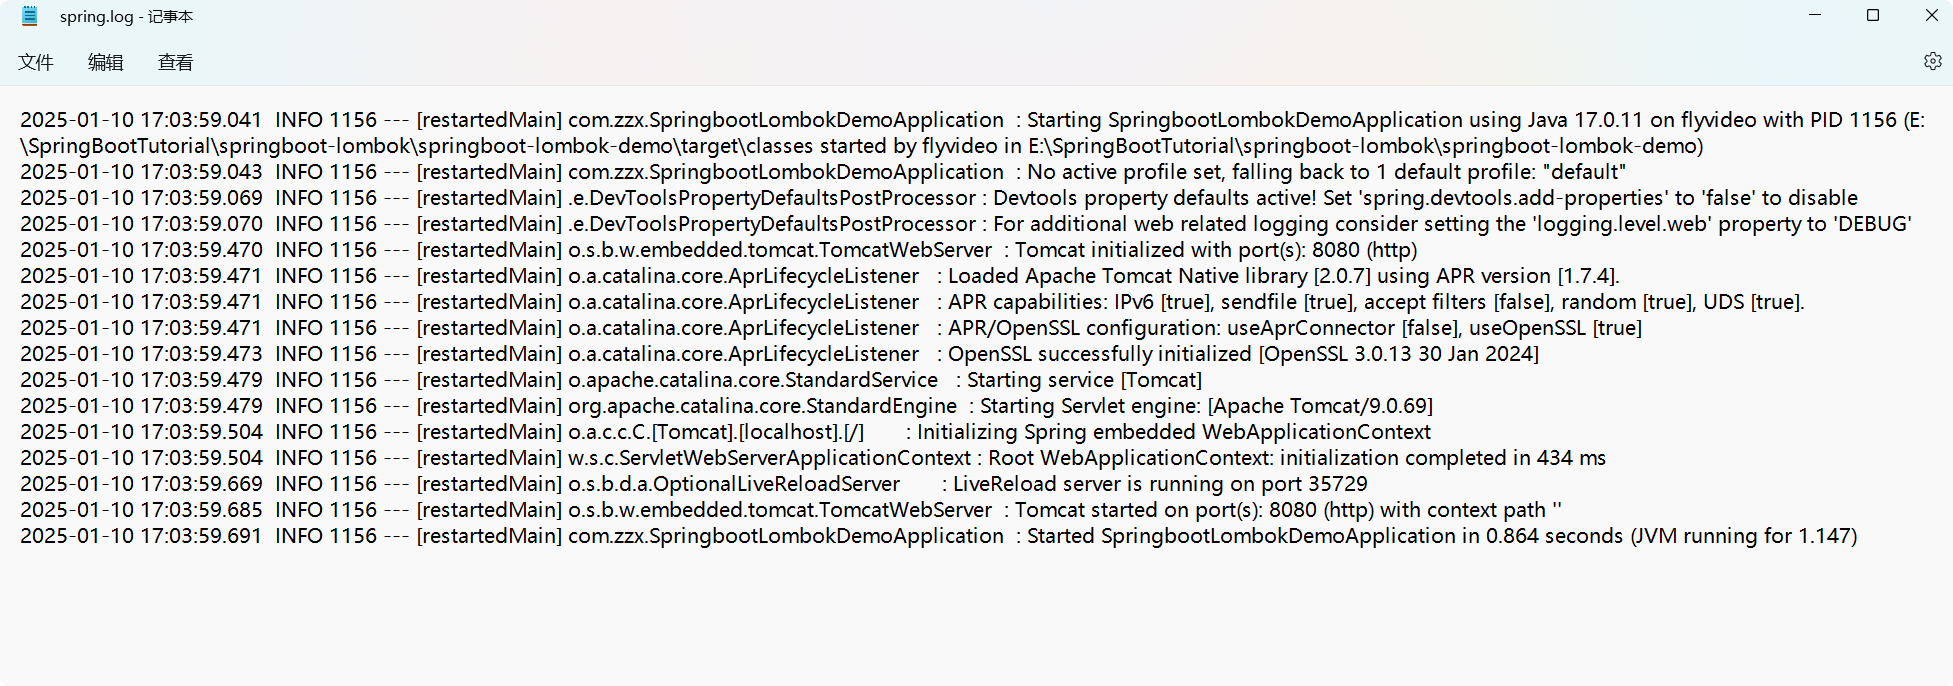 spring.log - 记事本
文件 编辑 查看
2025-01-10 17:03:59.041  INFO 1156 --- [restartedMain] com.zzx.SpringbootLombokDemoApplication  : Starting SpringbootLombokDemoApplication using Java 17.0.11 on flyvideo with PID 1156 (E:
\SpringBootTutorial\springboot-lombok\springboot-lombok-demo\target\classes started by flyvideo in E:\SpringBootTutorial\springboot-lombok\springboot-lombok-demo)
2025-01-10 17:03:59.043  INFO 1156 --- [restartedMain] com.zzx.SpringbootLombokDemoApplication  : No active profile set, falling back to 1 default profile: "default"
2025-01-10 17:03:59.069  INFO 1156 --- [restartedMain] .e.DevToolsPropertyDefaultsPostProcessor : Devtools property defaults active! Set 'spring.devtools.add-properties' to 'false' to disable
2025-01-10 17:03:59.070  INFO 1156 --- [restartedMain] .e.DevToolsPropertyDefaultsPostProcessor : For additional web related logging consider setting the 'logging.level.web' property to 'DEBUG'
2025-01-10 17:03:59.470  INFO 1156 --- [restartedMain] o.s.b.w.embedded.tomcat.TomcatWebServer  : Tomcat initialized with port(s): 8080 (http)
2025-01-10 17:03:59.471  INFO 1156 --- [restartedMain] o.a.catalina.core.AprLifecycleListener   : Loaded Apache Tomcat Native library [2.0.7] using APR version [1.7.4].
2025-01-10 17:03:59.471  INFO 1156 --- [restartedMain] o.a.catalina.core.AprLifecycleListener   : APR capabilities: IPv6 [true], sendfile [true], accept filters [false], random [true], UDS [true].
2025-01-10 17:03:59.471  INFO 1156 --- [restartedMain] o.a.catalina.core.AprLifecycleListener   : APR/OpenSSL configuration: useAprConnector [false], useOpenSSL [true]
2025-01-10 17:03:59.473  INFO 1156 --- [restartedMain] o.a.catalina.core.AprLifecycleListener   : OpenSSL successfully initialized [OpenSSL 3.0.13 30 Jan 2024]
2025-01-10 17:03:59.479  INFO 1156 --- [restartedMain] o.apache.catalina.core.StandardService   : Starting service [Tomcat]
2025-01-10 17:03:59.479  INFO 1156 --- [restartedMain] org.apache.catalina.core.StandardEngine  : Starting Servlet engine: [Apache Tomcat/9.0.69]
2025-01-10 17:03:59.504  INFO 1156 --- [restartedMain] o.a.c.c.C.[Tomcat].[localhost].[/]       : Initializing Spring embedded WebApplicationContext
2025-01-10 17:03:59.504  INFO 1156 --- [restartedMain] w.s.c.ServletWebServerApplicationContext : Root WebApplicationContext: initialization completed in 434 ms
2025-01-10 17:03:59.669  INFO 1156 --- [restartedMain] o.s.b.d.a.OptionalLiveReloadServer       : LiveReload server is running on port 35729
2025-01-10 17:03:59.685  INFO 1156 --- [restartedMain] o.s.b.w.embedded.tomcat.TomcatWebServer  : Tomcat started on port(s): 8080 (http) with context path ''
2025-01-10 17:03:59.691  INFO 1156 --- [restartedMain] com.zzx.SpringbootLombokDemoApplication  : Started SpringbootLombokDemoApplication in 0.864 seconds (JVM running for 1.147)